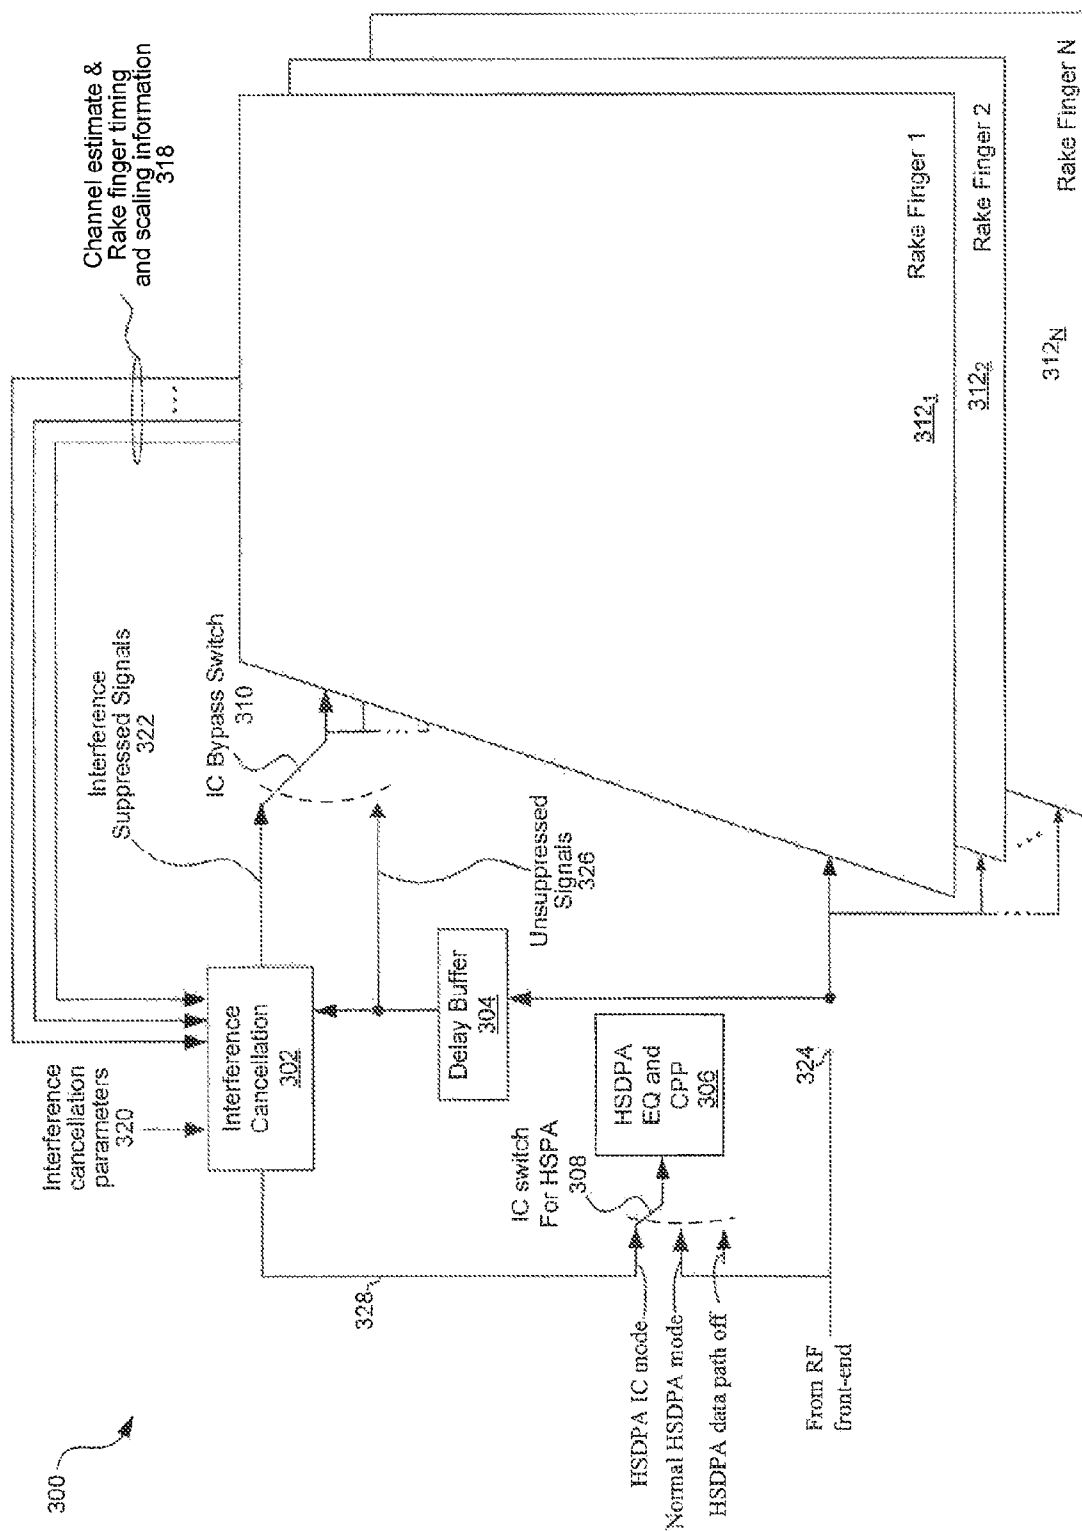 300
Interference
cancellation
parameters
320
Channel estimate &
Rake finger timing
and scaling information
318
Interference
Suppressed Signals
322
Interference
Cancellation
302
IC Bypass Switch
310
328
Delay Buffer
304
Unsuppressed
Signals
326
IC switch
For HSPA
308
HSDPA
EQ and
CPP
306
HSDPA IC mode
Normal HSDPA mode
HSDPA data path off
From RF
front-end
324
Rake Finger 1
312₁
Rake Finger 2
312₂
Rake Finger N
312N